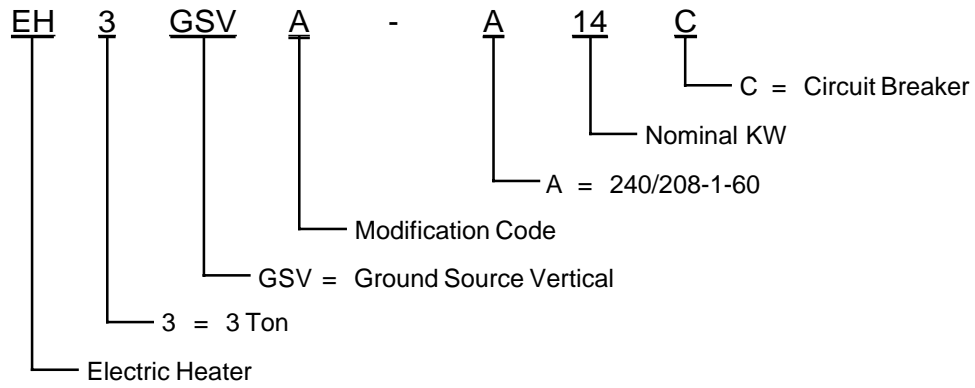 EH 3 GSV A - A 14 C
C = Circuit Breaker
Nominal KW
A = 240/208-1-60
Modification Code
GSV = Ground Source Vertical
3 = 3 Ton
Electric Heater